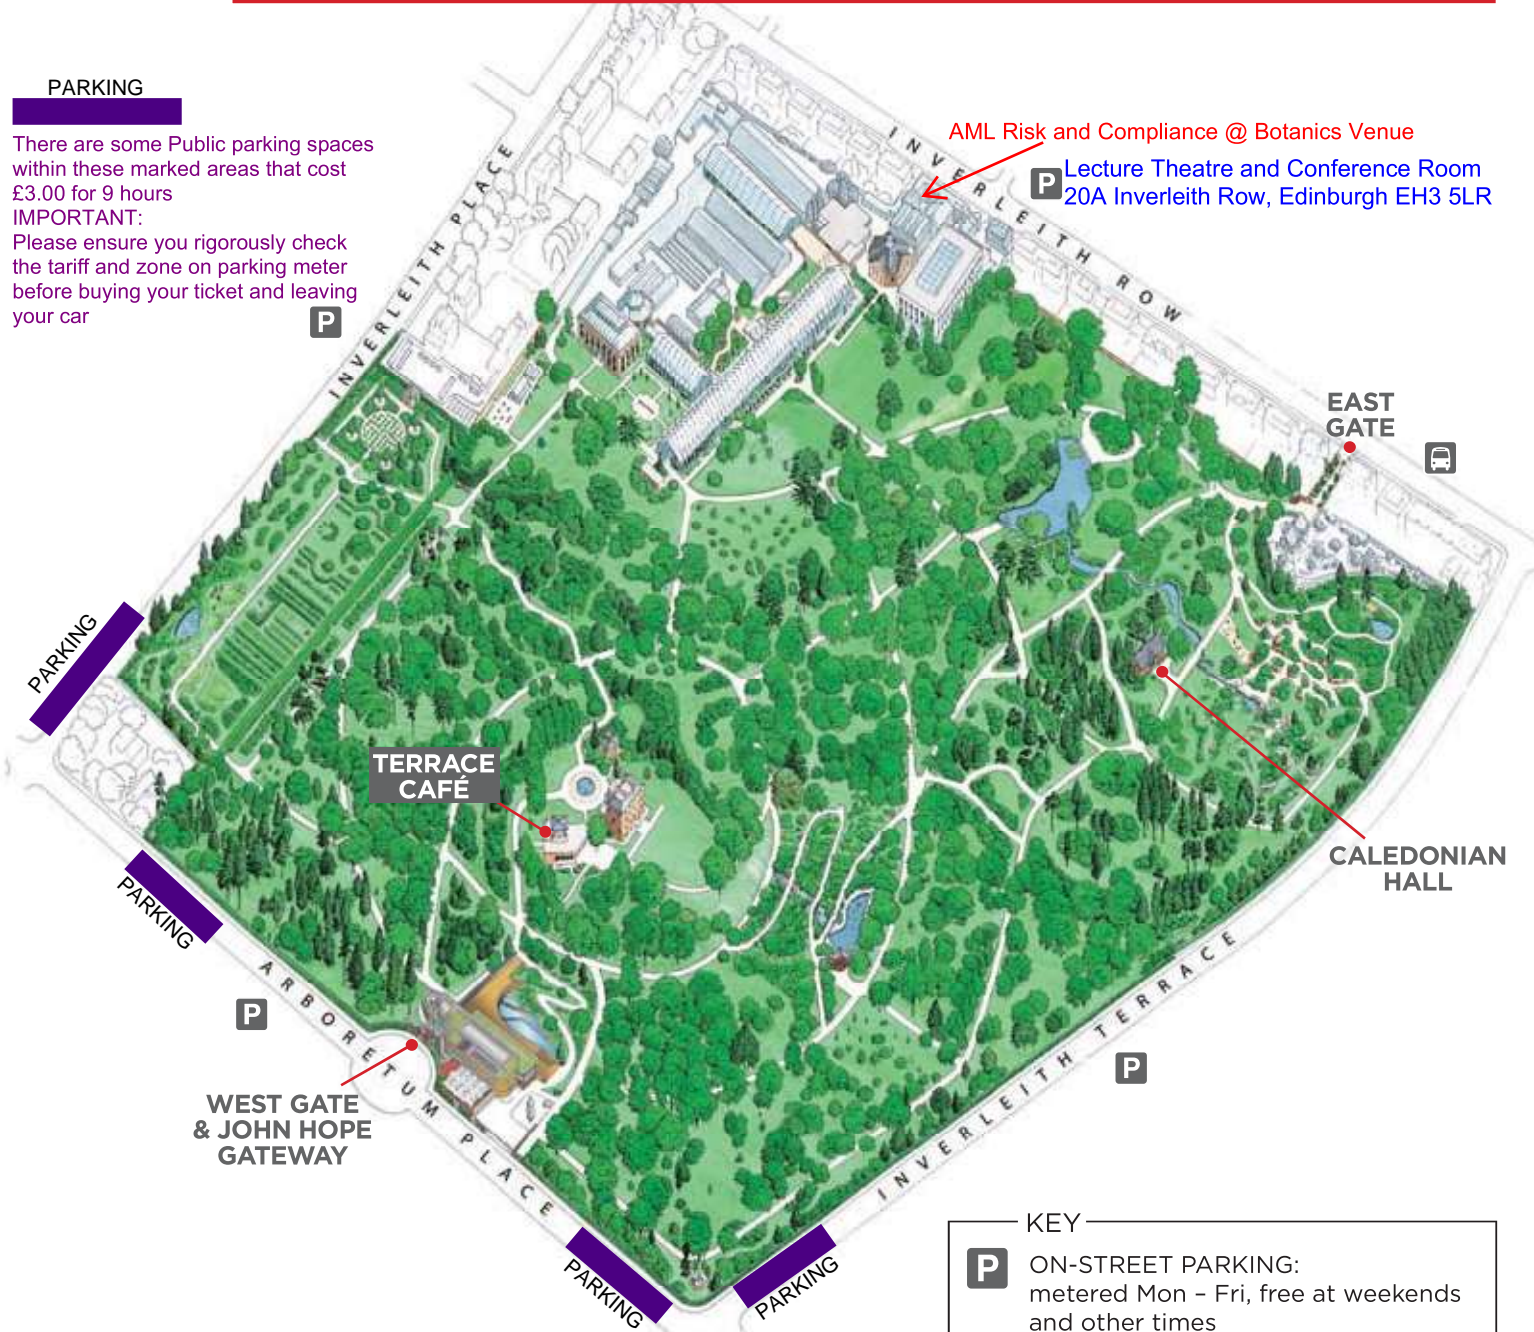 PARKING
There are some Public parking spaces
within these marked areas that cost
£3.00 for 9 hours
IMPORTANT:
Please ensure you rigorously check
the tariff and zone on parking meter
before buying your ticket and leaving
your car
P
INVERLEITH PLACE
AML Risk and Compliance @ Botanics Venue
P
Lecture Theatre and Conference Room
20A Inverleith Row, Edinburgh EH3 5LR
INVERLEITH ROW
EAST
GATE
PARKING
TERRACE
CAFÉ
CALEDONIAN
HALL
PARKING
P
ARBORETUM PLACE
WEST GATE
& JOHN HOPE
GATEWAY
INVERLEITH TERRACE
P
PARKING
PARKING
KEY
P
ON-STREET PARKING:
metered Mon – Fri, free at weekends
and other times